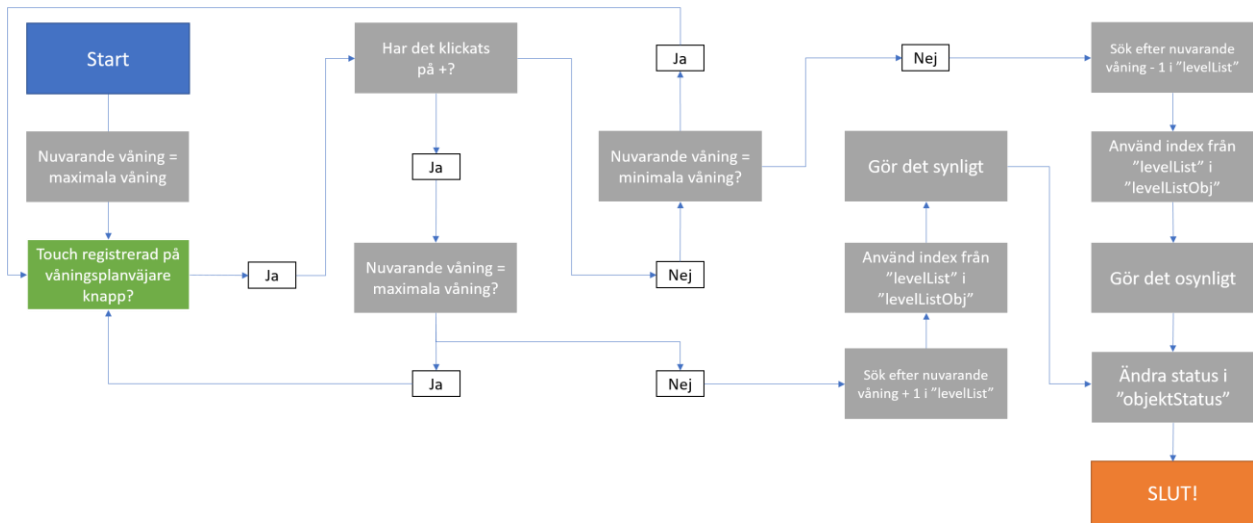 Start
Nuvarande våning =
maximala våning
Touch registrerad på
våningsplanväjare
knapp?
Ja
Har det klickats
på +?
Ja
Nuvarande våning =
maximala våning?
Ja
Nej
Nej
Nuvarande våning =
minimala våning?
Ja
Nej
Sök efter nuvarande
våning + 1 i ”levelList”
Använd index från
”levelList” i
”levelListObj”
Gör det synligt
Sök efter nuvarande
våning - 1 i ”levelList”
Använd index från
”levelList” i
”levelListObj”
Gör det osynligt
Ändra status i
”objektStatus”
SLUT!